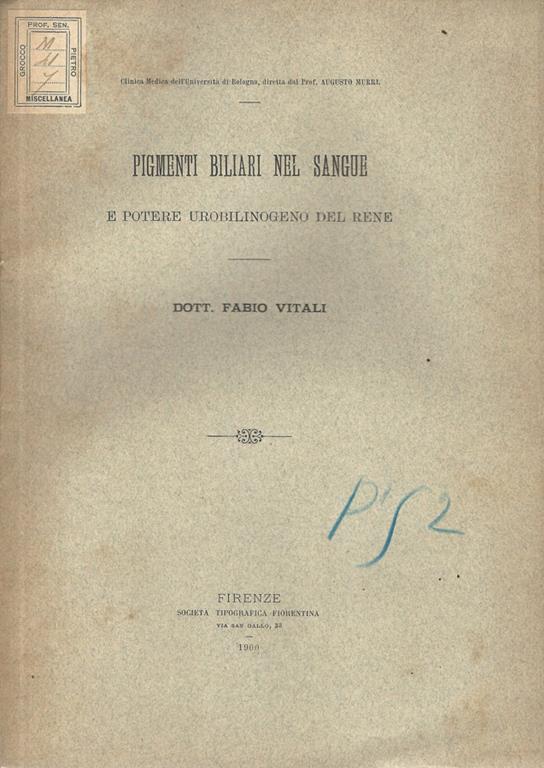 PROF. SEN.
GROCCO
PIETRO
M
MISCELLANEA
Clinica Medica dell'Università di Bologna, diretta dal Prof. AUGUSTO MURRI.
PIGMENTI BILIARI NEL SANGUE
E POTERE UROBILINOGENO DEL RENE
DOTT. FABIO VITALI
FIRENZE
SOCIETÀ TIPOGRAFICA FIORENTINA
VIA SAN GALLO, 33
1900